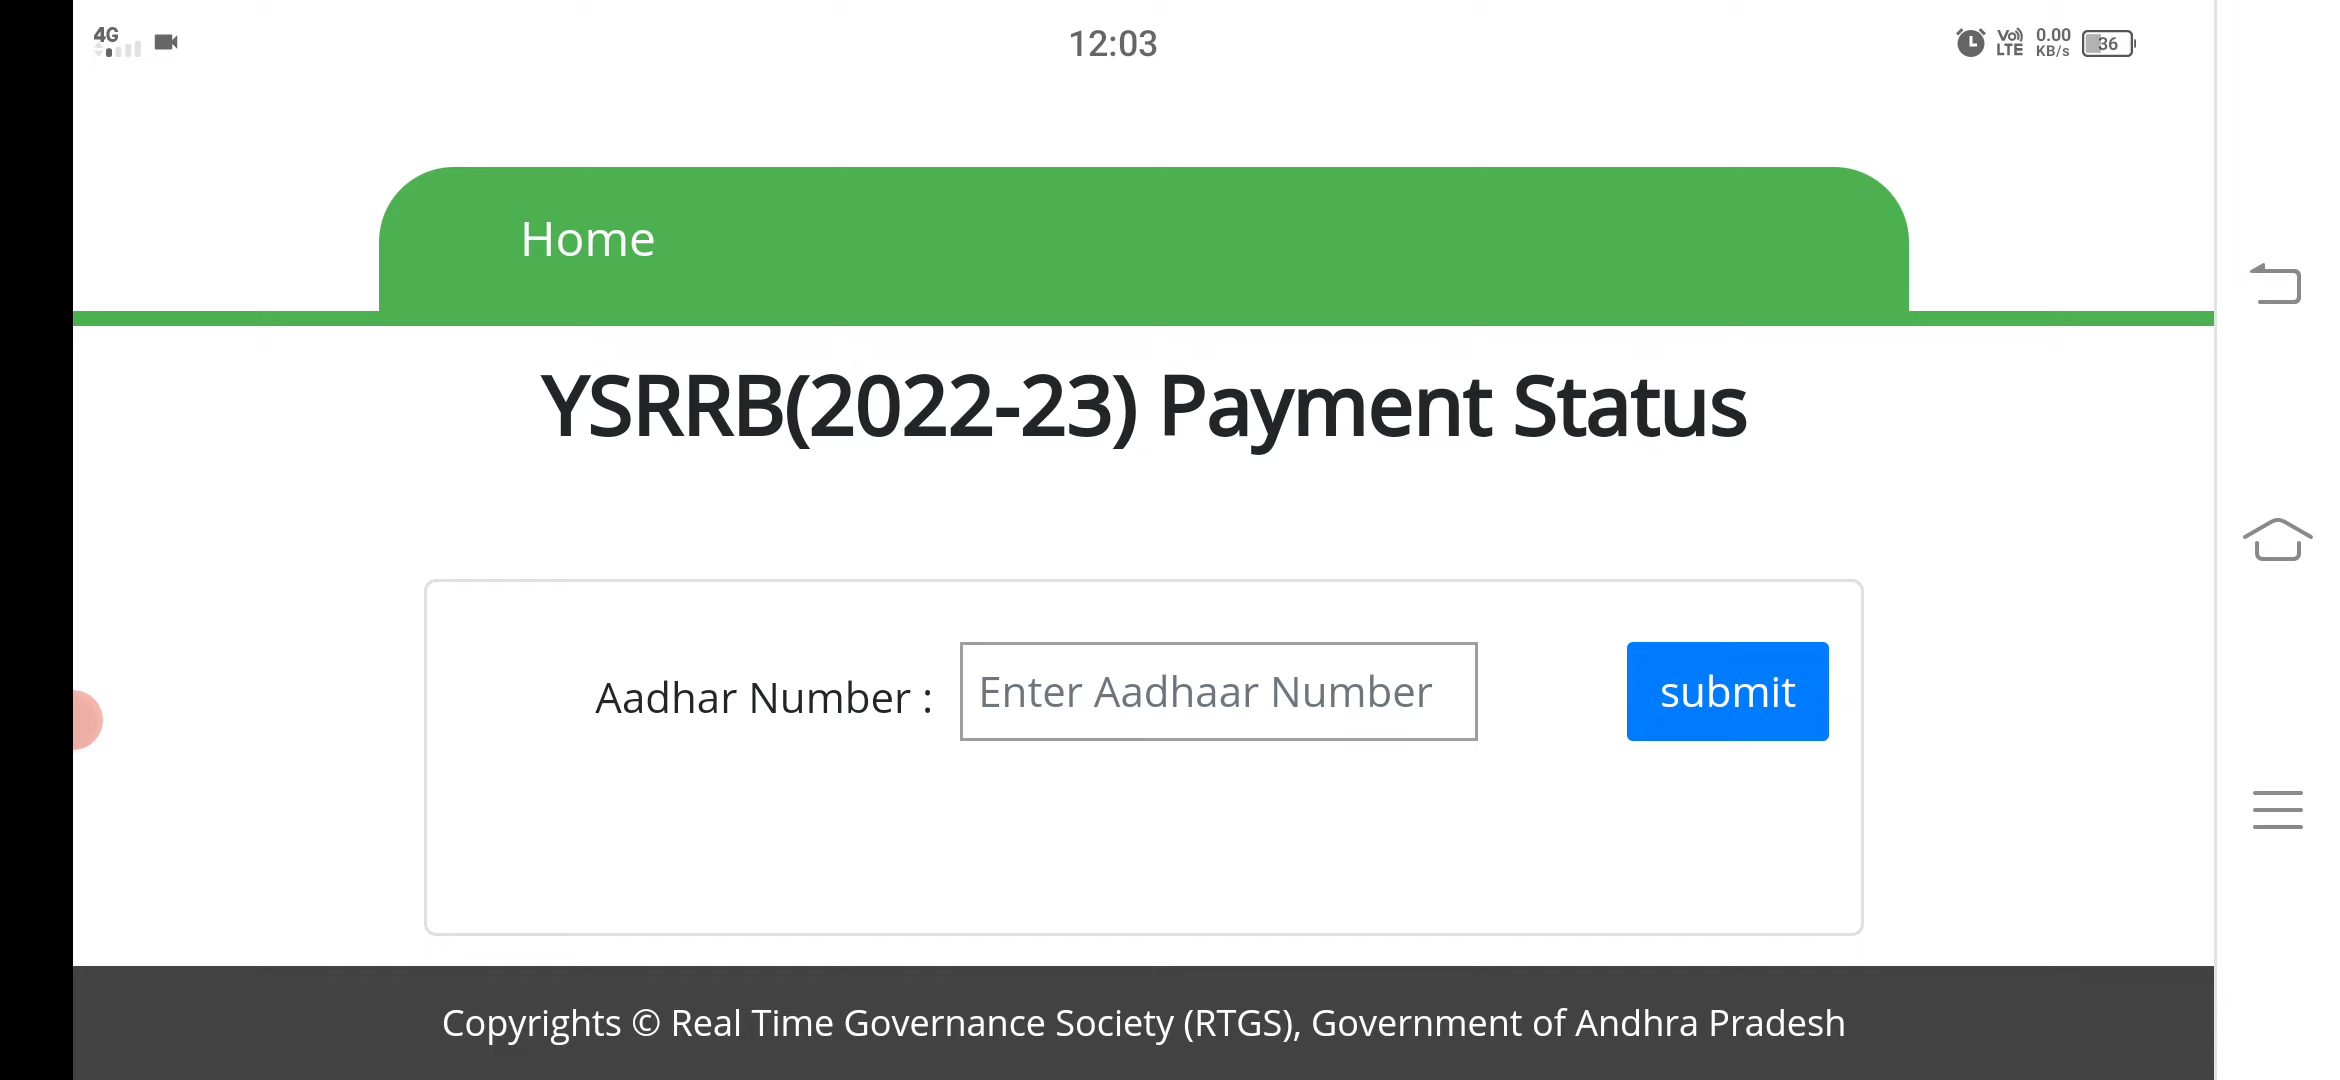 4G
12:03
Vo)) LTE
0.00 KB/s
36
Home
YSRRB(2022-23) Payment Status
Aadhar Number : Enter Aadhaar Number submit
Copyrights © Real Time Governance Society (RTGS), Government of Andhra Pradesh